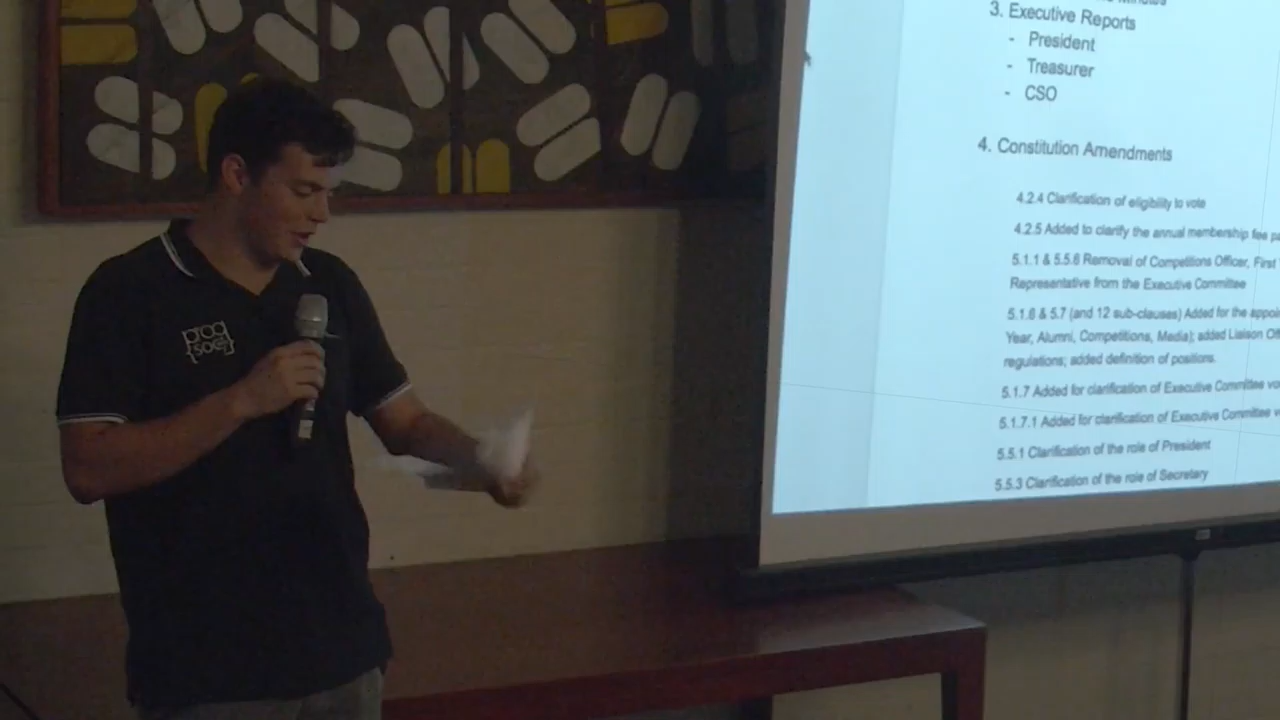 3. Executive Reports
- President
- Treasurer
- CSO
4. Constitution Amendments
4.2.4 Clarification of eligibility to vote
4.2.5 Added to clarify the annual membership fee
5.1.1 & 5.5.6 Removal of Competitions Officer, First
Representative from the Executive Committee
5.1.6 & 5.7 (and 12 sub-clauses) Added for the
Year, Alumni, Competitions, Media); added Liaison
regulations; added definition of positions.
5.1.7 Added for clarification of Executive Committee
5.1.7.1 Added for clarification of Executive Committee
5.5.1 Clarification of the role of President
5.5.3 Clarification of the role of Secretary
prog
{soc}